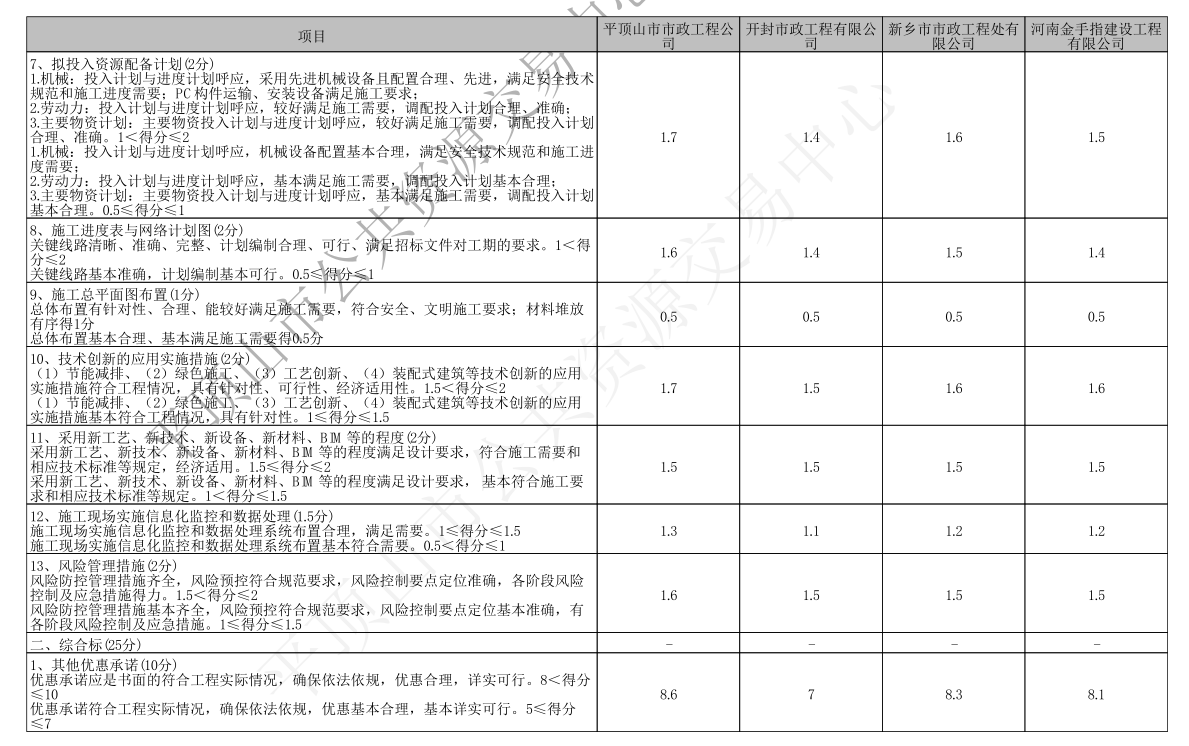 项目
平顶山市市政工程公
司
开封市政工程有限公
司
新乡市市政工程处有
限公司
河南金手指建设工程
有限公司
7、拟投入资源配备计划(2分)
1.机械：投入计划与进度计划呼应，采用先进机械设备且配置合理、先进，满足安全技术
规范和施工进度需要；PC 构件运输、安装设备满足施工要求；
2.劳动力：投入计划与进度计划呼应，较好满足施工需要，调配投入计划合理、准确；
3.主要物资计划：主要物资投入计划与进度计划呼应，较好满足施工需要，调配投入计划
合理、准确。1＜得分≤2
1.机械：投入计划与进度计划呼应，机械设备配置基本合理，满足安全技术规范和施工进
度需要；
2.劳动力：投入计划与进度计划呼应，基本满足施工需要，调配投入计划基本合理；
3.主要物资计划：主要物资投入计划与进度计划呼应，基本满足施工需要，调配投入计划
基本合理。0.5≤得分≤1
1.7
1.4
1.6
1.5
8、施工进度表与网络计划图(2分)
关键线路清晰、准确、完整、计划编制合理、可行、满足招标文件对工期的要求。1＜得
分≤2
关键线路基本准确，计划编制基本可行。0.5≤得分≤1
1.6
1.4
1.5
1.4
9、施工总平面图布置(1分)
总体布置有针对性、合理、能较好满足施工需要，符合安全、文明施工要求；材料堆放
有序得1分
总体布置基本合理、基本满足施工需要得0.5分
0.5
0.5
0.5
0.5
10、技术创新的应用实施措施(2分)
（1）节能减排、（2）绿色施工、（3）工艺创新、（4）装配式建筑等技术创新的应用
实施措施符合工程情况，具有针对性、可行性、经济适用性。1.5＜得分≤2
（1）节能减排、（2）绿色施工、（3）工艺创新、（4）装配式建筑等技术创新的应用
实施措施基本符合工程情况，具有针对性。1≤得分≤1.5
1.7
1.5
1.6
1.6
11、采用新工艺、新技术、新设备、新材料、BIM 等的程度(2分)
采用新工艺、新技术、新设备、新材料、BIM 等的程度满足设计要求，符合施工需要和
相应技术标准等规定，经济适用。1.5≤得分≤2
采用新工艺、新技术、新设备、新材料、BIM 等的程度满足设计要求， 基本符合施工要
求和相应技术标准等规定。1＜得分≤1.5
1.5
1.5
1.5
1.5
12、施工现场实施信息化监控和数据处理(1.5分)
施工现场实施信息化监控和数据处理系统布置合理，满足需要。1≤得分≤1.5
施工现场实施信息化监控和数据处理系统布置基本符合需要。0.5＜得分≤1
1.3
1.1
1.2
1.2
13、风险管理措施(2分)
风险防控管理措施齐全，风险预控符合规范要求，风险控制要点定位准确，各阶段风险
控制及应急措施得力。1.5＜得分≤2
风险防控管理措施基本齐全，风险预控符合规范要求，风险控制要点定位基本准确，有
各阶段风险控制及应急措施。1≤得分≤1.5
1.6
1.5
1.5
1.5
二、综合标(25分)
–
–
–
–
1、其他优惠承诺(10分)
优惠承诺应是书面的符合工程实际情况，确保依法依规，优惠合理，详实可行。8＜得分
≤10
优惠承诺符合工程实际情况，确保依法依规，优惠基本合理，基本详实可行。5≤得分
≤7
8.6
7
8.3
8.1
平顶山市公共资源交易中心
平顶山市公共资源交易中心